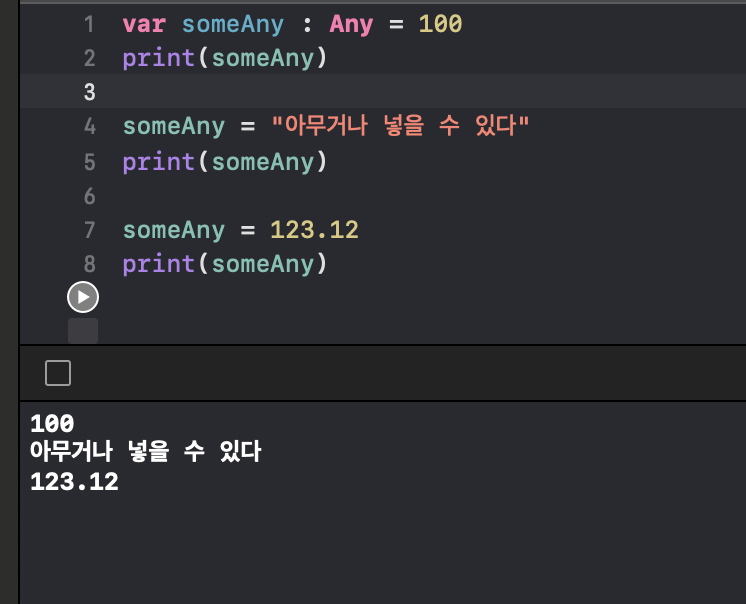 1 var someAny : Any = 100
2 print(someAny)
3
4 someAny = "아무거나 넣을 수 있다"
5 print(someAny)
6
7 someAny = 123.12
8 print(someAny)
100
아무거나 넣을 수 있다
123.12